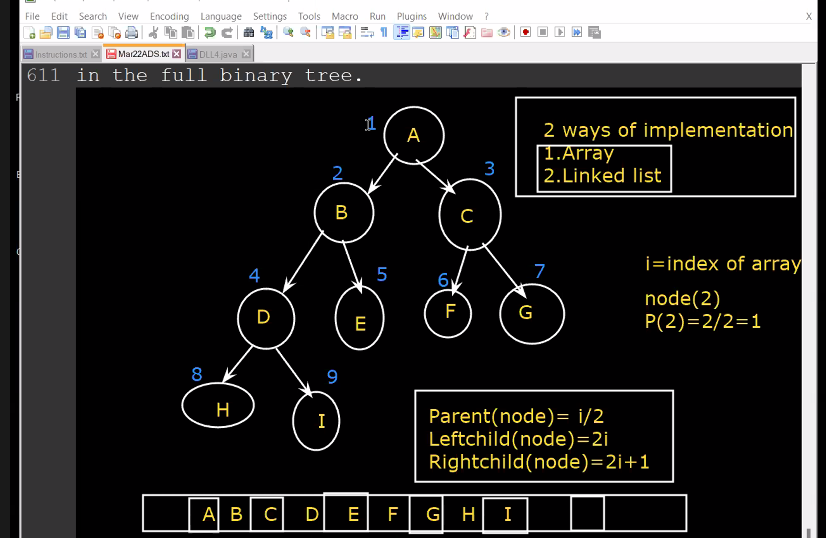 File Edit Search View Encoding Language Settings Tools Macro Run Plugins Window ? X
Instructions.txt Mar22ADS.txt DLL4.java
611 in the full binary tree.
1
A
2 ways of implementation
1.Array
2.Linked list
2
3
B
C
i=index of array
4
5
6
7
node(2)
P(2)=2/2=1
D
E
F
G
8
9
H
I
Parent(node)= i/2
Leftchild(node)=2i
Rightchild(node)=2i+1
A B C D E F G H I